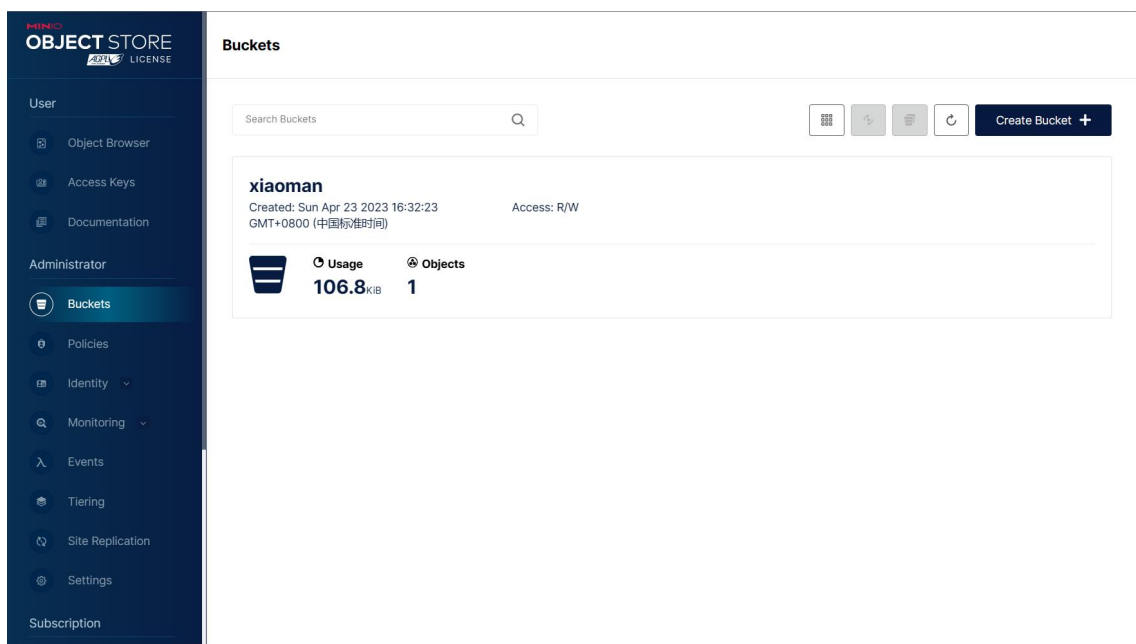 MINIO
OBJECT STORE
AGPLv3 LICENSE
User
Object Browser
Access Keys
Documentation
Administrator
Buckets
Policies
Identity
Monitoring
Events
Tiering
Site Replication
Settings
Subscription
Buckets
Search Buckets
Create Bucket +
xiaoman
Created: Sun Apr 23 2023 16:32:23 Access: R/W
GMT+0800 (中国标准时间)
Usage Objects
106.8KiB 1